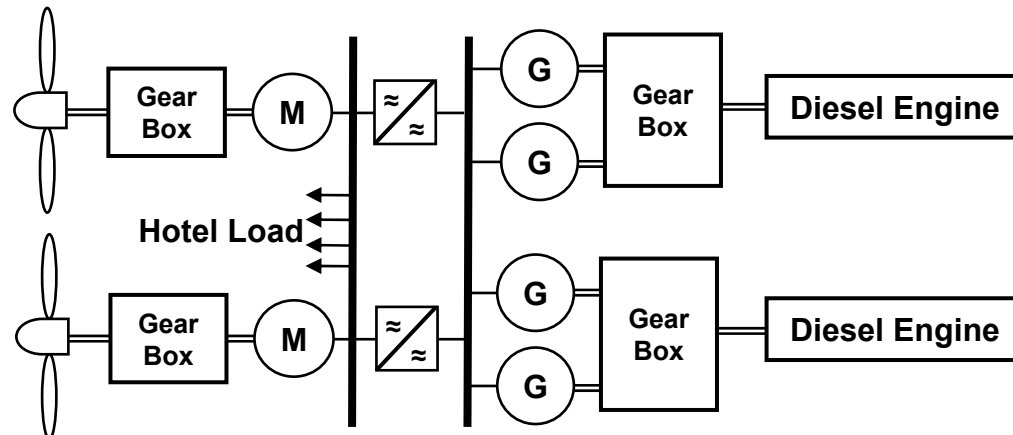 Gear
Box
M
≈
≈
G
G
Gear
Box
Diesel Engine
Hotel Load
Gear
Box
M
≈
≈
G
G
Gear
Box
Diesel Engine